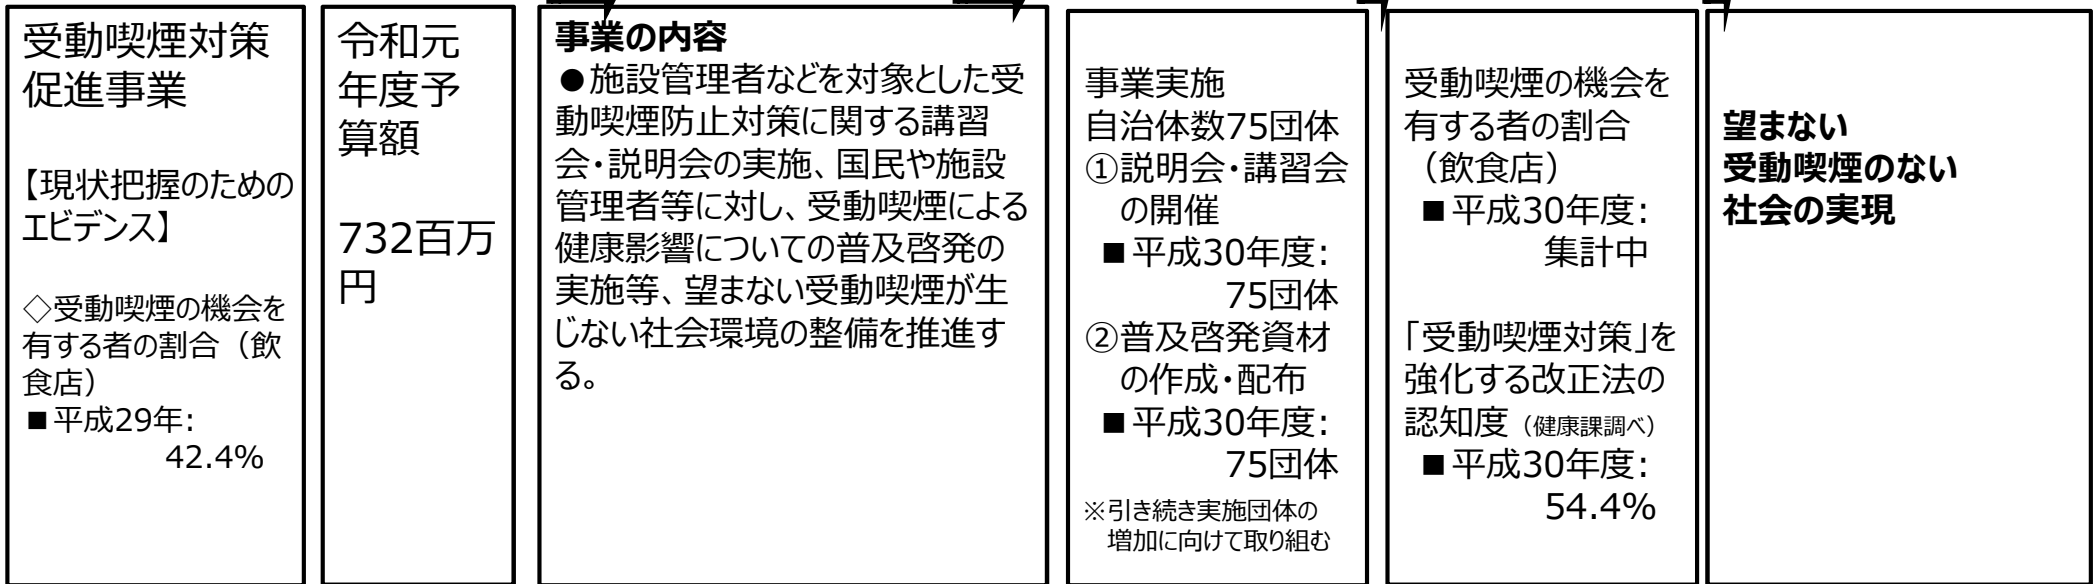 受動喫煙対策
促進事業
【現状把握のための
エビデンス】
◇受動喫煙の機会を
有する者の割合（飲
食店）
■平成29年:
42.4%
令和元
年度予
算額
732百万
円
事業の内容
●施設管理者などを対象とした受
動喫煙防止対策に関する講習
会・説明会の実施、国民や施設
管理者等に対し、受動喫煙による
健康影響についての普及啓発の
実施等、望まない受動喫煙が生
じない社会環境の整備を推進す
る。
事業実施
自治体数75団体
①説明会・講習会
の開催
■平成30年度:
75団体
②普及啓発資材
の作成・配布
■平成30年度:
75団体
※引き続き実施団体の
増加に向けて取り組む
受動喫煙の機会を
有する者の割合
（飲食店）
■平成30年度:
集計中
「受動喫煙対策」を
強化する改正法の
認知度（健康課調べ）
■平成30年度:
54.4%
望まない
受動喫煙のない
社会の実現